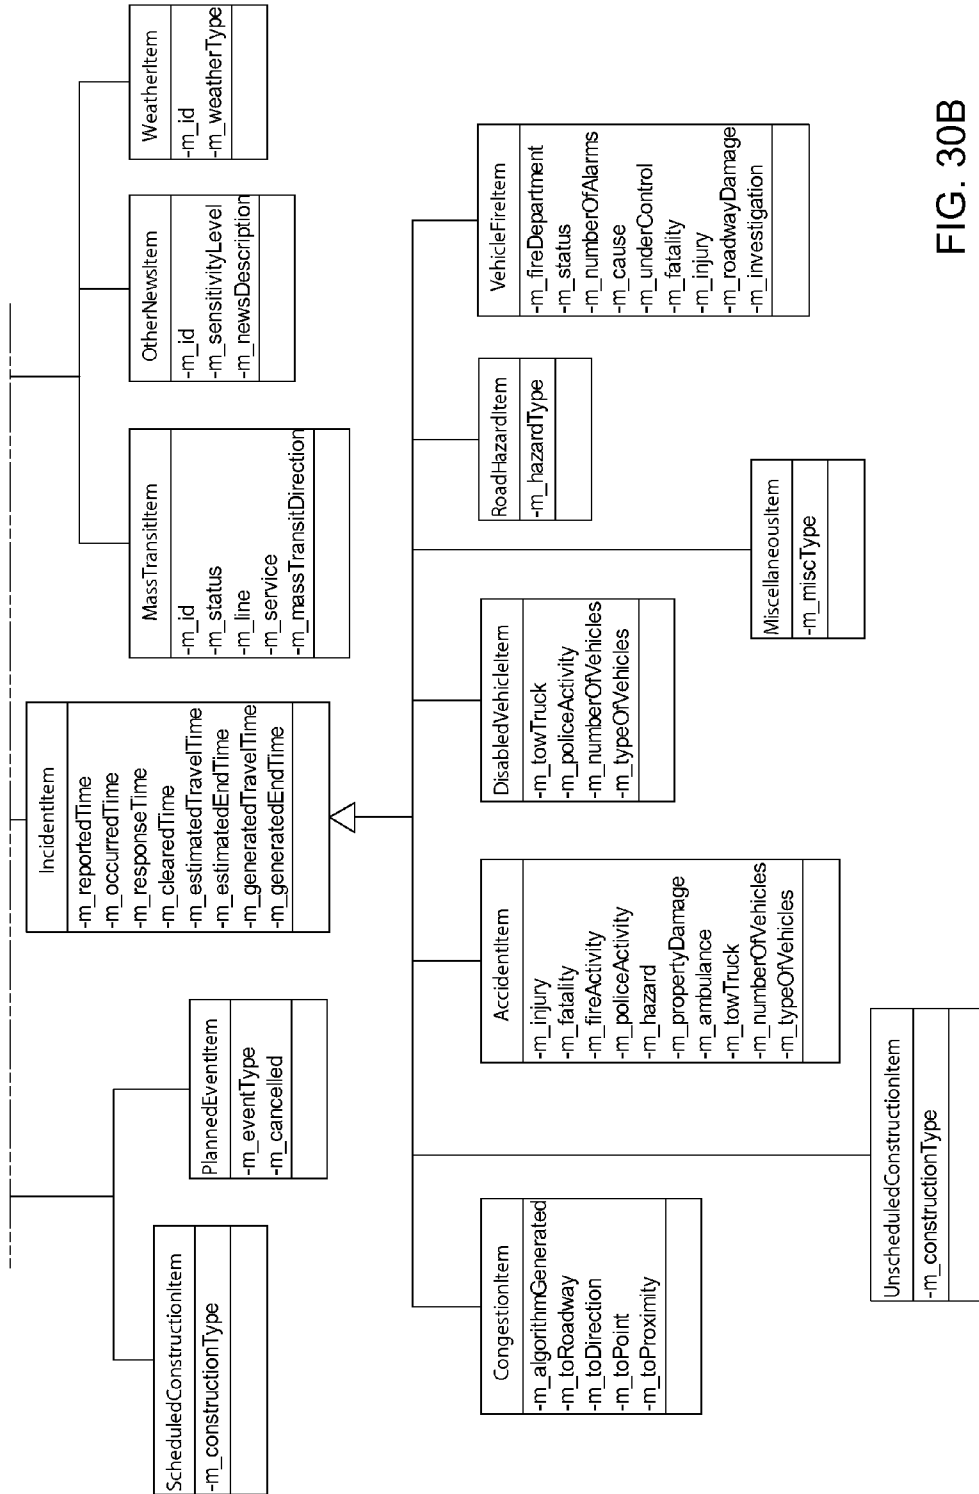 ScheduledConstructionItem
-m_constructionType
PlannedEventItem
-m_eventType
-m_cancelled
IncidentItem
-m_reportedTime
-m_occurredTime
-m_responseTime
-m_clearedTime
-m_estimatedTravelTime
-m_estimatedEndTime
-m_generatedTravelTime
-m_generatedEndTime
MassTransitItem
-m_id
-m_status
-m_line
-m_service
-m_massTransitDirection
OtherNewsItem
-m_id
-m_sensitivityLevel
-m_newsDescription
WeatherItem
-m_id
-m_weatherType
CongestionItem
-m_algorithmGenerated
-m_toRoadway
-m_toDirection
-m_toPoint
-m_toProximity
AccidentItem
-m_injury
-m_fatality
-m_fireActivity
-m_policeActivity
-m_hazard
-m_propertyDamage
-m_ambulance
-m_towTruck
-m_numberOfVehicles
-m_typeOfVehicles
DisabledVehicleItem
-m_towTruck
-m_policeActivity
-m_numberOfVehicles
-m_typeOfVehicles
RoadHazardItem
-m_hazardType
VehicleFireItem
-m_fireDepartment
-m_status
-m_numberOfAlarms
-m_cause
-m_underControl
-m_fatality
-m_injury
-m_roadwayDamage
-m_investigation
UnscheduledConstructionItem
-m_constructionType
MiscellaneousItem
-m_miscType
FIG. 30B